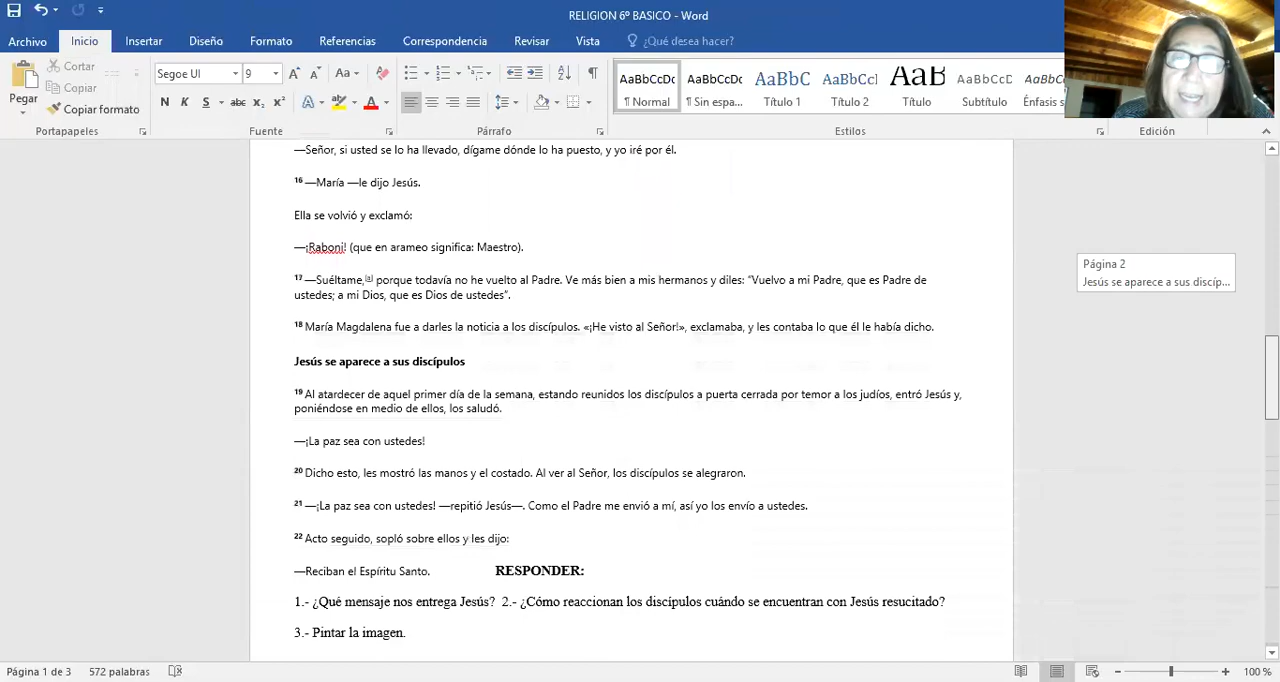 RELIGION 6º BASICO - Word
Archivo Inicio Insertar Diseño Formato Referencias Correspondencia Revisar Vista ¿Qué desea hacer?
Pegar
Cortar
Copiar
Copiar formato
Segoe UI 9
N K S abc x₂ x²
AaBbCcDc AaBbCcDc AaBbC AaBbCcl AaB AaBbCcD AaBbCc
¶ Normal ¶ Sin espa... Título 1 Título 2 Título Subtítulo Énfasis s
Portapapeles Fuente Párrafo Estilos Edición
—Señor, si usted se lo ha llevado, dígame dónde lo ha puesto, y yo iré por él.
16 —María —le dijo Jesús.
Ella se volvió y exclamó:
—¡Raboni! (que en arameo significa: Maestro).
17 —Suéltame,[a] porque todavía no he vuelto al Padre. Ve más bien a mis hermanos y diles: “Vuelvo a mi Padre, que es Padre de
ustedes; a mi Dios, que es Dios de ustedes”.
18 María Magdalena fue a darles la noticia a los discípulos. «¡He visto al Señor!», exclamaba, y les contaba lo que él le había dicho.
Jesús se aparece a sus discípulos
19 Al atardecer de aquel primer día de la semana, estando reunidos los discípulos a puerta cerrada por temor a los judíos, entró Jesús y,
poniéndose en medio de ellos, los saludó.
—¡La paz sea con ustedes!
20 Dicho esto, les mostró las manos y el costado. Al ver al Señor, los discípulos se alegraron.
21 —¡La paz sea con ustedes! —repitió Jesús—. Como el Padre me envió a mí, así yo los envío a ustedes.
22 Acto seguido, sopló sobre ellos y les dijo:
—Reciban el Espíritu Santo. RESPONDER:
1.- ¿Qué mensaje nos entrega Jesús? 2.- ¿Cómo reaccionan los discípulos cuándo se encuentran con Jesús resucitado?
3.- Pintar la imagen.
Página 2
Jesús se aparece a sus discíp...
Página 1 de 3 572 palabras 100 %